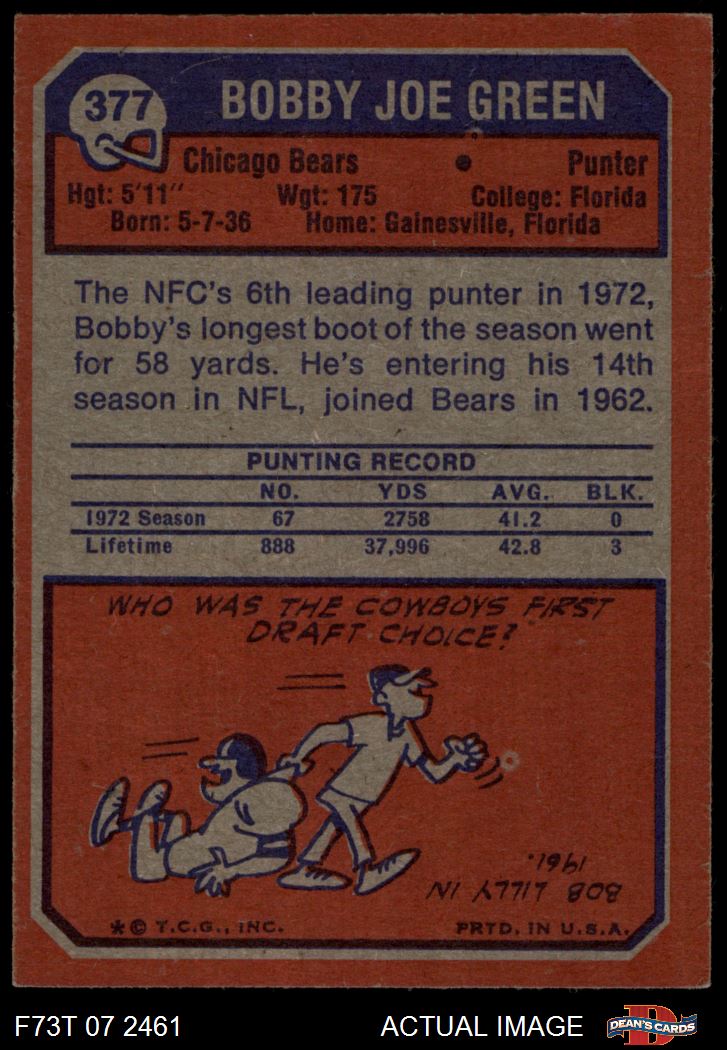 377
BOBBY JOE GREEN
Chicago Bears • Punter
Hgt: 5'11" Wgt: 175 College: Florida
Born: 5-7-36 Home: Gainesville, Florida
The NFC's 6th leading punter in 1972,
Bobby's longest boot of the season went
for 58 yards. He's entering his 14th
season in NFL, joined Bears in 1962.
PUNTING RECORD
NO. YDS AVG. BLK.
1972 Season 67 2758 41.2 0
Lifetime 888 37,996 42.8 3
WHO WAS THE COWBOYS FIRST
DRAFT CHOICE?
BOB LILLY IN
1961.
*© T.C.G., INC. PRTD. IN U.S.A.
F73T 07 2461 ACTUAL IMAGE D DEAN'S CARDS